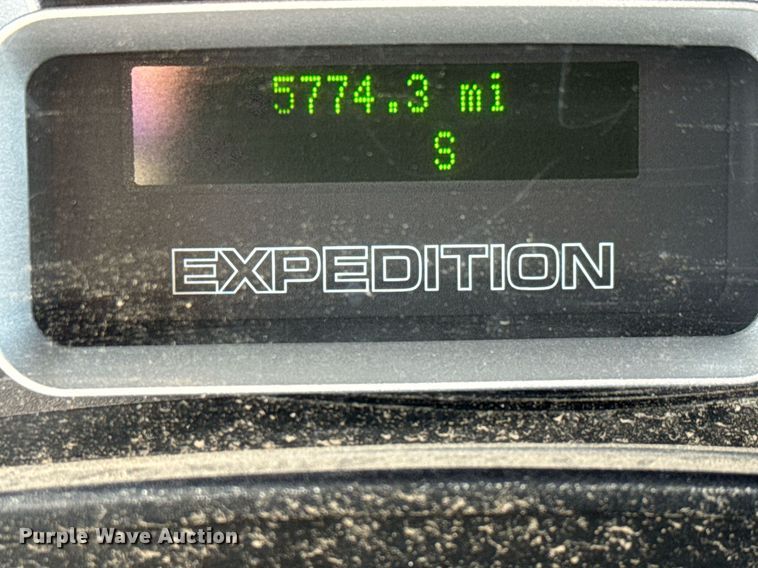 5774.3 mi
S
EXPEDITION
Purple Wave Auction